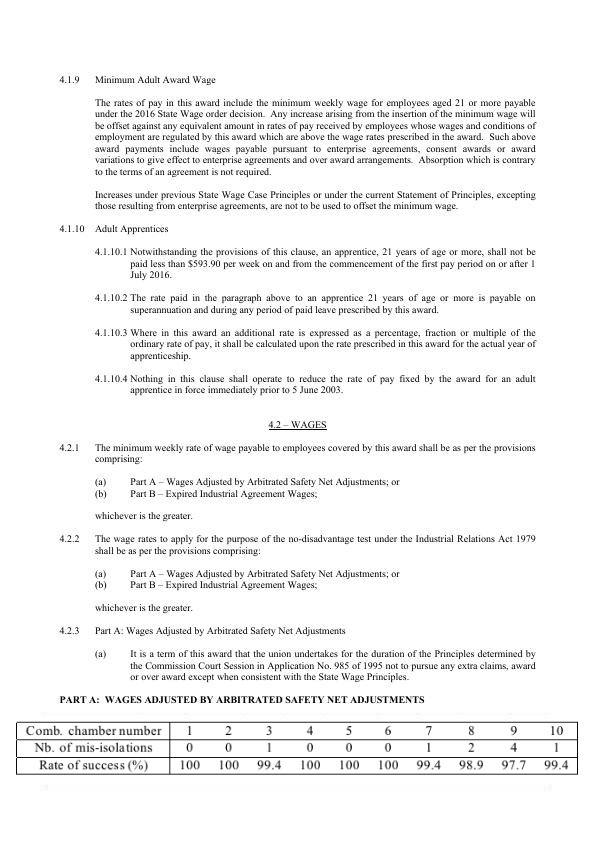 4.1.9 Minimum Adult Award Wage
The rates of pay in this award include the minimum weekly wage for employees aged 21 or more payable
under the 2016 State Wage order decision. Any increase arising from the insertion of the minimum wage will
be offset against any equivalent amount in rates of pay received by employees whose wages and conditions of
employment are regulated by this award which are above the wage rates prescribed in the award. Such above
award payments include wages payable pursuant to enterprise agreements, consent awards or award
variations to give effect to enterprise agreements and over award arrangements. Absorption which is contrary
to the terms of an agreement is not required.
Increases under previous State Wage Case Principles or under the current Statement of Principles, excepting
those resulting from enterprise agreements, are not to be used to offset the minimum wage.
4.1.10 Adult Apprentices
4.1.10.1 Notwithstanding the provisions of this clause, an apprentice, 21 years of age or more, shall not be
paid less than $593.90 per week on and from the commencement of the first pay period on or after 1
July 2016.
4.1.10.2 The rate paid in the paragraph above to an apprentice 21 years of age or more is payable on
superannuation and during any period of paid leave prescribed by this award.
4.1.10.3 Where in this award an additional rate is expressed as a percentage, fraction or multiple of the
ordinary rate of pay, it shall be calculated upon the rate prescribed in this award for the actual year of
apprenticeship.
4.1.10.4 Nothing in this clause shall operate to reduce the rate of pay fixed by the award for an adult
apprentice in force immediately prior to 5 June 2003.
4.2 – WAGES
4.2.1 The minimum weekly rate of wage payable to employees covered by this award shall be as per the provisions
comprising:
(a) Part A – Wages Adjusted by Arbitrated Safety Net Adjustments; or
(b) Part B – Expired Industrial Agreement Wages;
whichever is the greater.
4.2.2 The wage rates to apply for the purpose of the no-disadvantage test under the Industrial Relations Act 1979
shall be as per the provisions comprising:
(a) Part A – Wages Adjusted by Arbitrated Safety Net Adjustments; or
(b) Part B – Expired Industrial Agreement Wages;
whichever is the greater.
4.2.3 Part A: Wages Adjusted by Arbitrated Safety Net Adjustments
(a) It is a term of this award that the union undertakes for the duration of the Principles determined by
the Commission Court Session in Application No. 985 of 1995 not to pursue any extra claims, award
or over award except when consistent with the State Wage Principles.
PART A: WAGES ADJUSTED BY ARBITRATED SAFETY NET ADJUSTMENTS
Comb. chamber number 1 2 3 4 5 6 7 8 9 10
Nb. of mis-isolations 0 0 1 0 0 0 1 2 4 1
Rate of success (%) 100 100 99.4 100 100 100 99.4 98.9 97.7 99.4